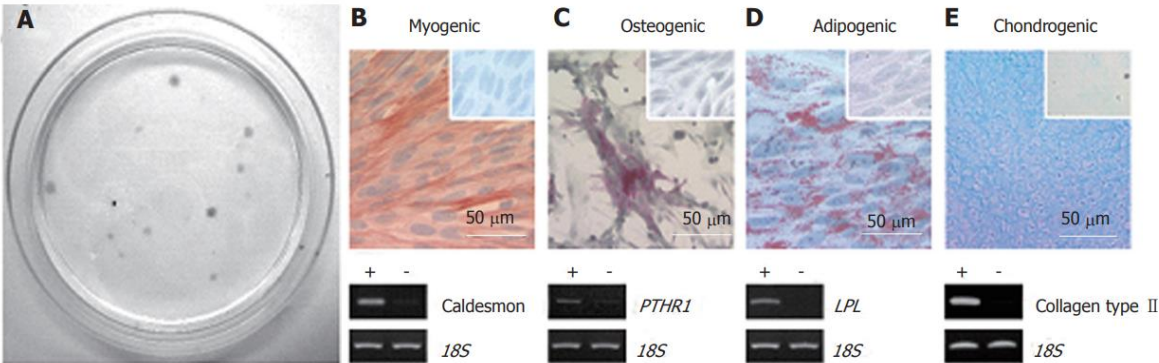 A
B Myogenic
C Osteogenic
D Adipogenic
E Chondrogenic
50 μm
50 μm
50 μm
50 μm
+ -
+ -
+ -
+ -
Caldesmon
PTHR1
LPL
Collagen type Ⅱ
18S
18S
18S
18S